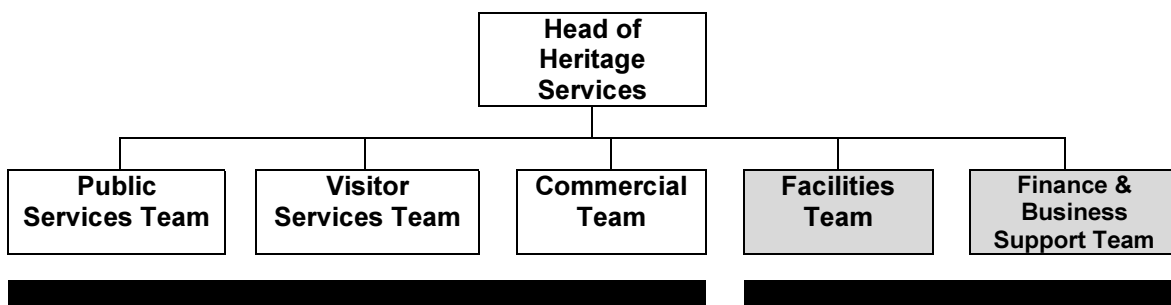 Head of
Heritage
Services
Public
Services Team
Visitor
Services Team
Commercial
Team
Facilities
Team
Finance &
Business
Support Team